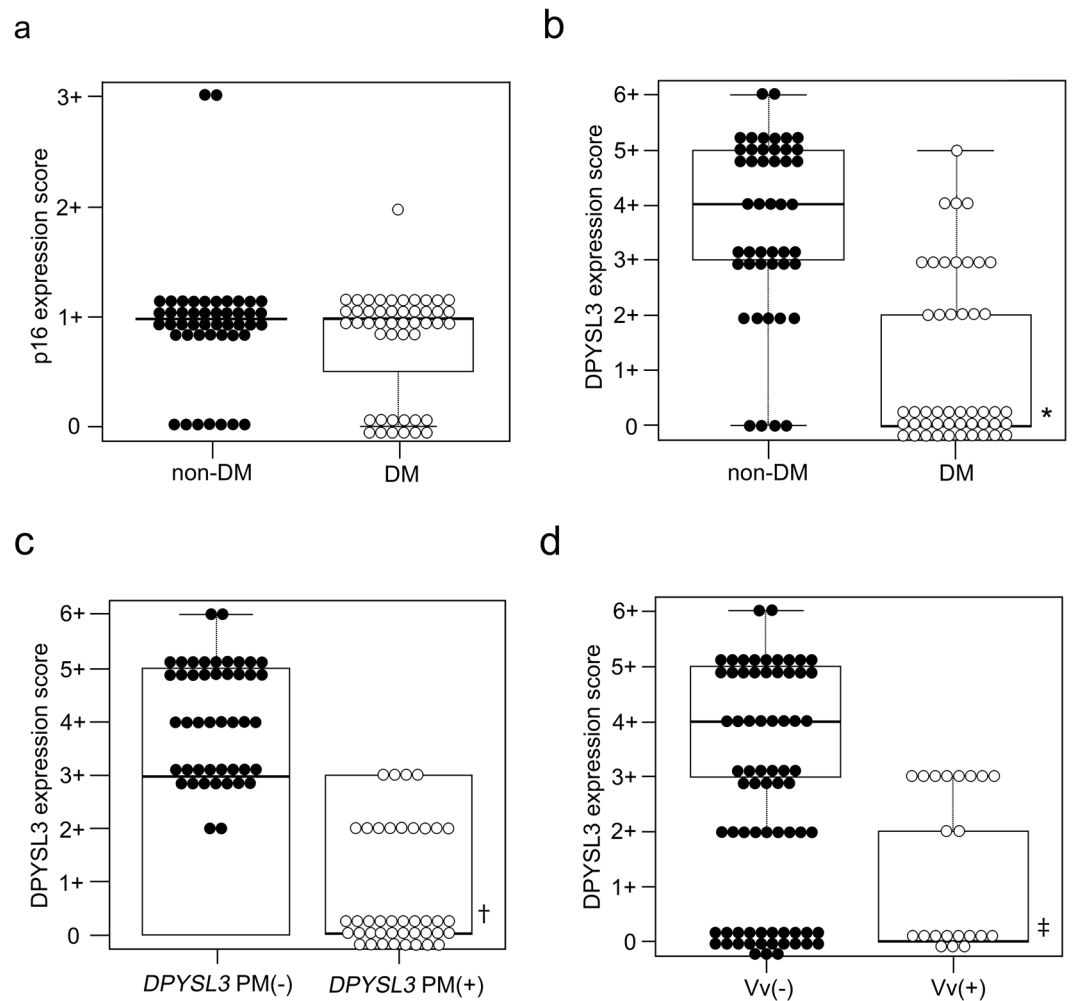 a
p16 expression score
3+
2+
1+
0
non-DM
DM
b
DPYSL3 expression score
6+
5+
4+
3+
2+
1+
0
*
non-DM
DM
c
DPYSL3 expression score
6+
5+
4+
3+
2+
1+
0
†
DPYSL3 PM(-)
DPYSL3 PM(+)
d
DPYSL3 expression score
6+
5+
4+
3+
2+
1+
0
‡
Vv(-)
Vv(+)